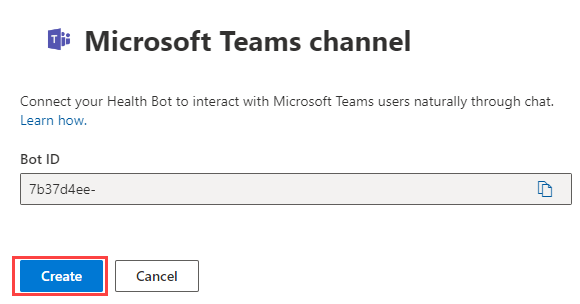 Microsoft Teams channel
Connect your Health Bot to interact with Microsoft Teams users naturally through chat.
Learn how.
Bot ID
7b37d4ee-
Create Cancel